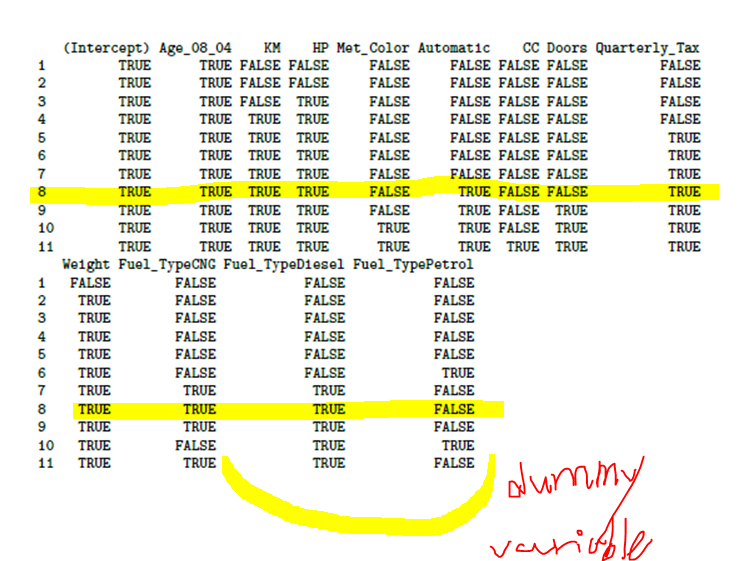 (Intercept) Age_08_04 KM HP Met_Color Automatic CC Doors Quarterly_Tax
1 TRUE TRUE FALSE FALSE FALSE FALSE FALSE FALSE FALSE
2 TRUE TRUE FALSE FALSE FALSE FALSE FALSE FALSE FALSE
3 TRUE TRUE FALSE TRUE FALSE FALSE FALSE FALSE FALSE
4 TRUE TRUE TRUE TRUE FALSE FALSE FALSE FALSE FALSE
5 TRUE TRUE TRUE TRUE FALSE FALSE FALSE FALSE TRUE
6 TRUE TRUE TRUE TRUE FALSE FALSE FALSE FALSE TRUE
7 TRUE TRUE TRUE TRUE FALSE FALSE FALSE FALSE TRUE
8 TRUE TRUE TRUE TRUE FALSE TRUE FALSE FALSE TRUE
9 TRUE TRUE TRUE TRUE FALSE TRUE FALSE TRUE TRUE
10 TRUE TRUE TRUE TRUE TRUE TRUE FALSE TRUE TRUE
11 TRUE TRUE TRUE TRUE TRUE TRUE TRUE TRUE TRUE
Weight Fuel_TypeCNG Fuel_TypeDiesel Fuel_TypePetrol
1 FALSE FALSE FALSE FALSE
2 TRUE FALSE FALSE FALSE
3 TRUE FALSE FALSE FALSE
4 TRUE FALSE FALSE FALSE
5 TRUE FALSE FALSE FALSE
6 TRUE FALSE FALSE TRUE
7 TRUE TRUE TRUE FALSE
8 TRUE TRUE TRUE FALSE
9 TRUE TRUE TRUE FALSE
10 TRUE FALSE TRUE TRUE
11 TRUE TRUE TRUE FALSE
dummy
variable